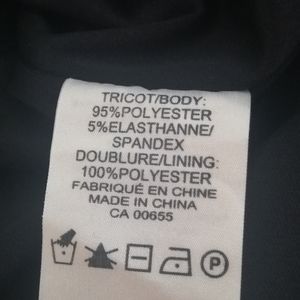 TRICOT/BODY:
95%POLYESTER
5%ELASTHANNE/
SPANDEX
DOUBLURE/LINING:
100%POLYESTER
FABRIQUÉ EN CHINE
MADE IN CHINA
CA 00655
P